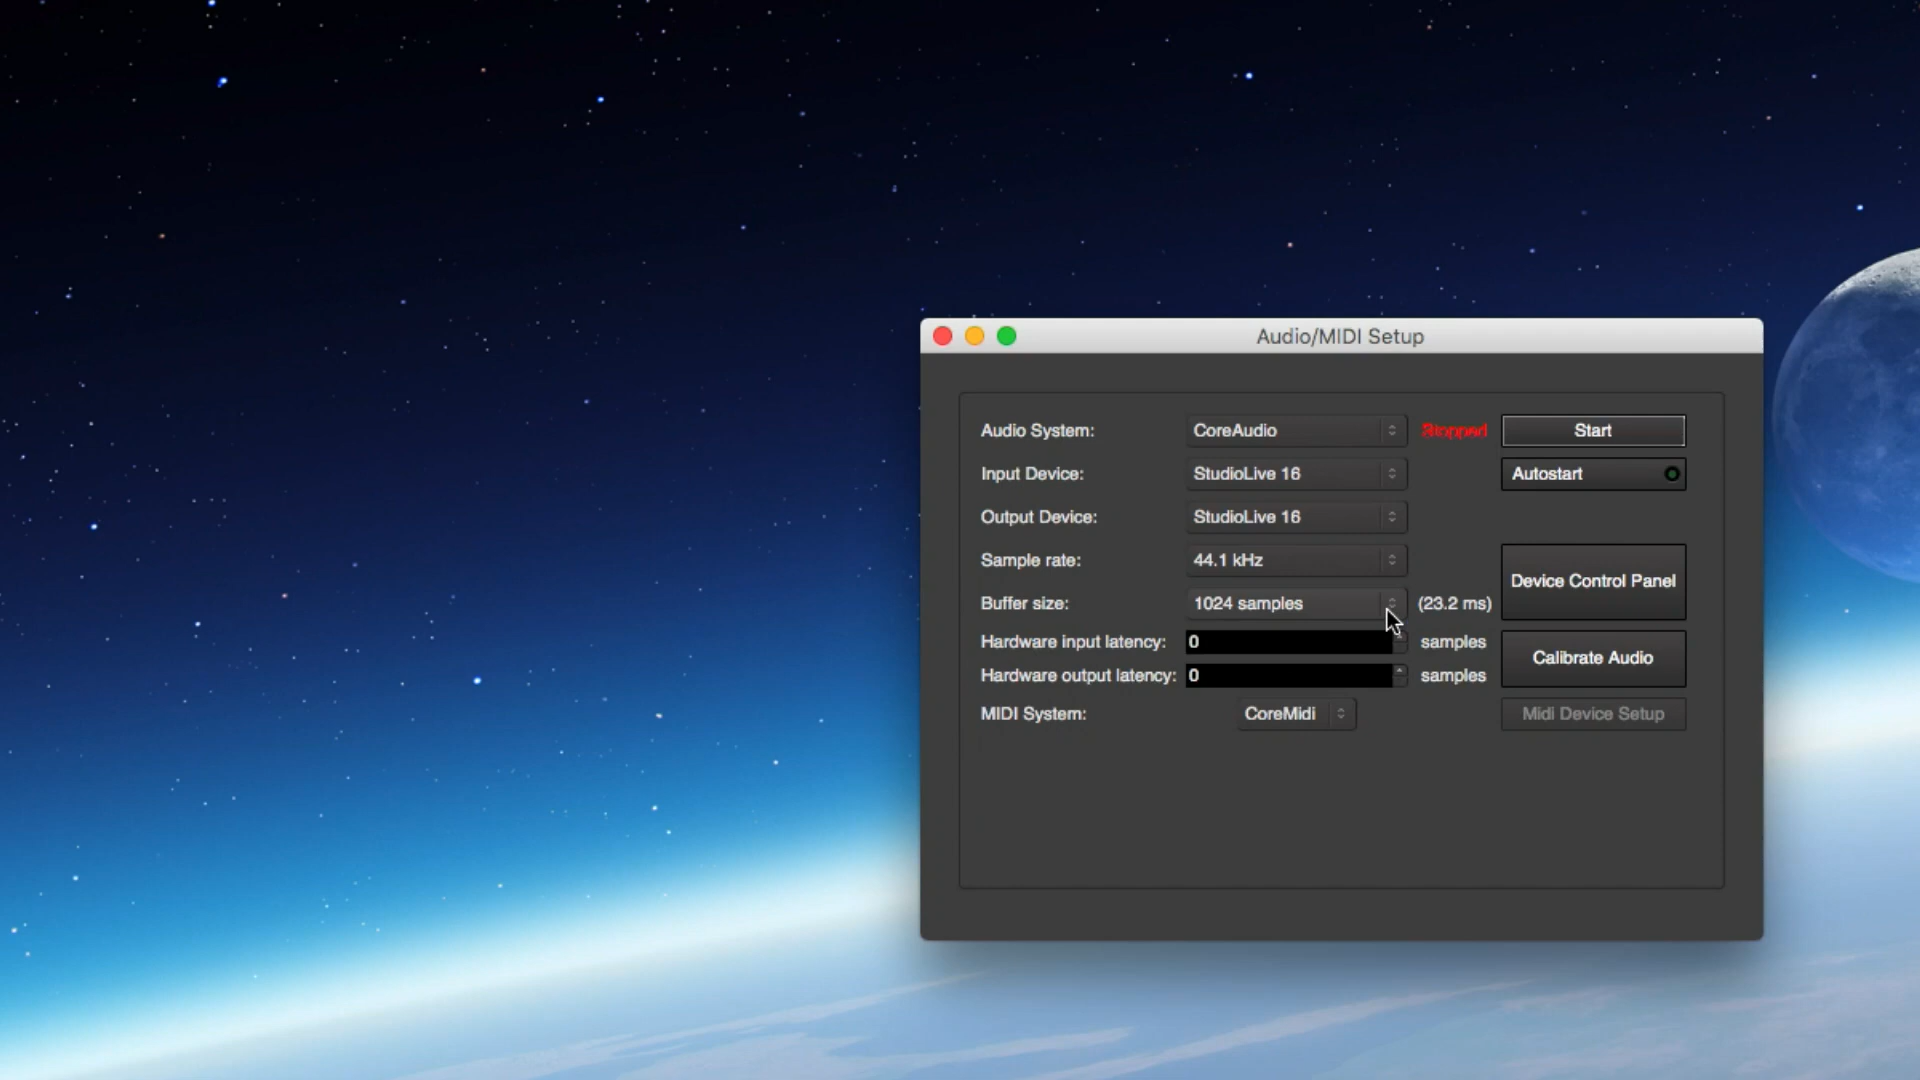 Audio/MIDI Setup
Audio System: CoreAudio Stopped Start
Input Device: StudioLive 16 Autostart
Output Device: StudioLive 16
Sample rate: 44.1 kHz
Device Control Panel
Buffer size: 1024 samples (23.2 ms)
Hardware input latency: 0 samples
Calibrate Audio
Hardware output latency: 0 samples
MIDI System: CoreMidi Midi Device Setup